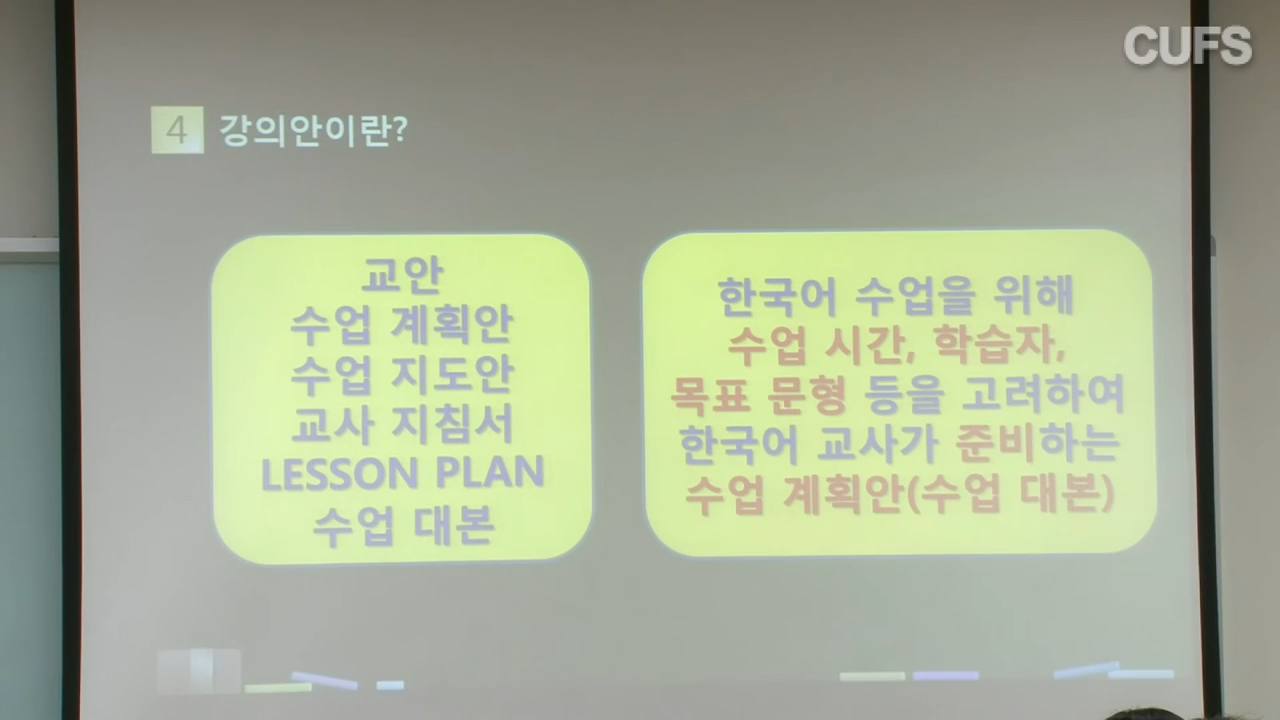 CUFS
4 강의안이란?
교안
수업 계획안
수업 지도안
교사 지침서
LESSON PLAN
수업 대본
한국어 수업을 위해
수업 시간, 학습자,
목표 문형 등을 고려하여
한국어 교사가 준비하는
수업 계획안(수업 대본)